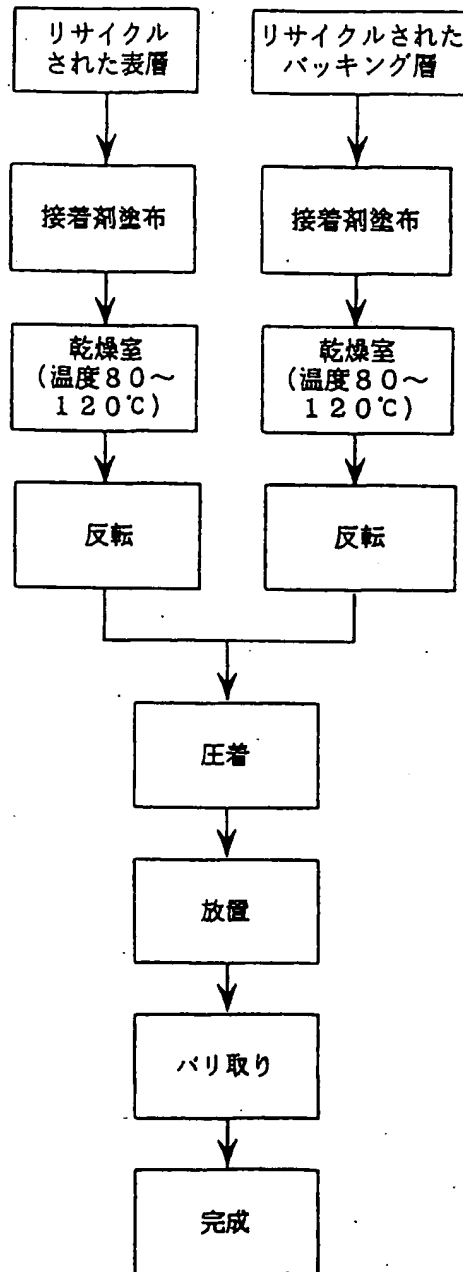 リサイクル
された表層
リサイクルされた
バッキング層
接着剤塗布
接着剤塗布
乾燥室
(温度80～
120℃)
乾燥室
(温度80～
120℃)
反転
反転
圧着
放置
バリ取り
完成